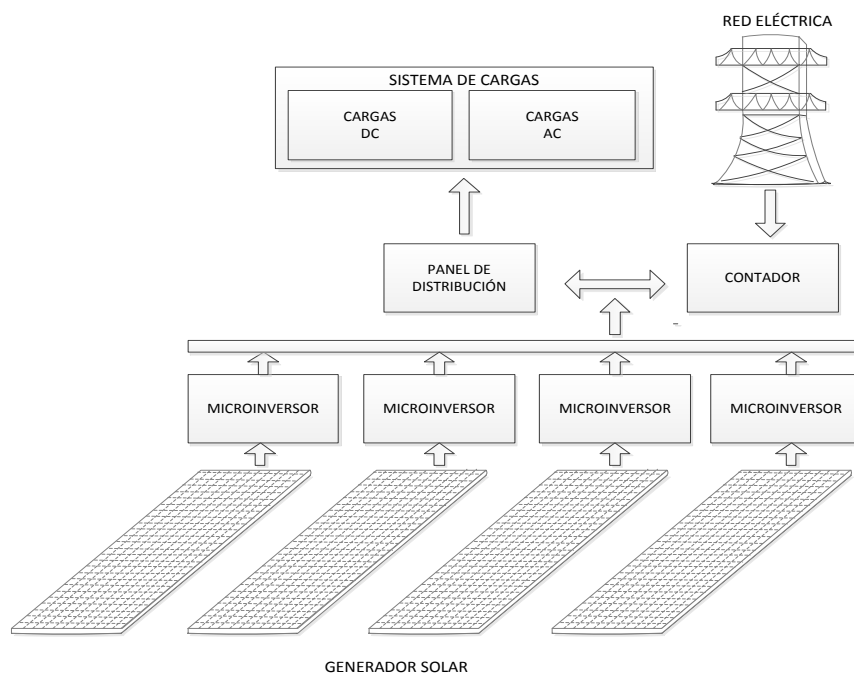 RED ELÉCTRICA
SISTEMA DE CARGAS
CARGAS
DC
CARGAS
AC
PANEL DE
DISTRIBUCIÓN
CONTADOR
MICROINVERSOR
MICROINVERSOR
MICROINVERSOR
MICROINVERSOR
GENERADOR SOLAR